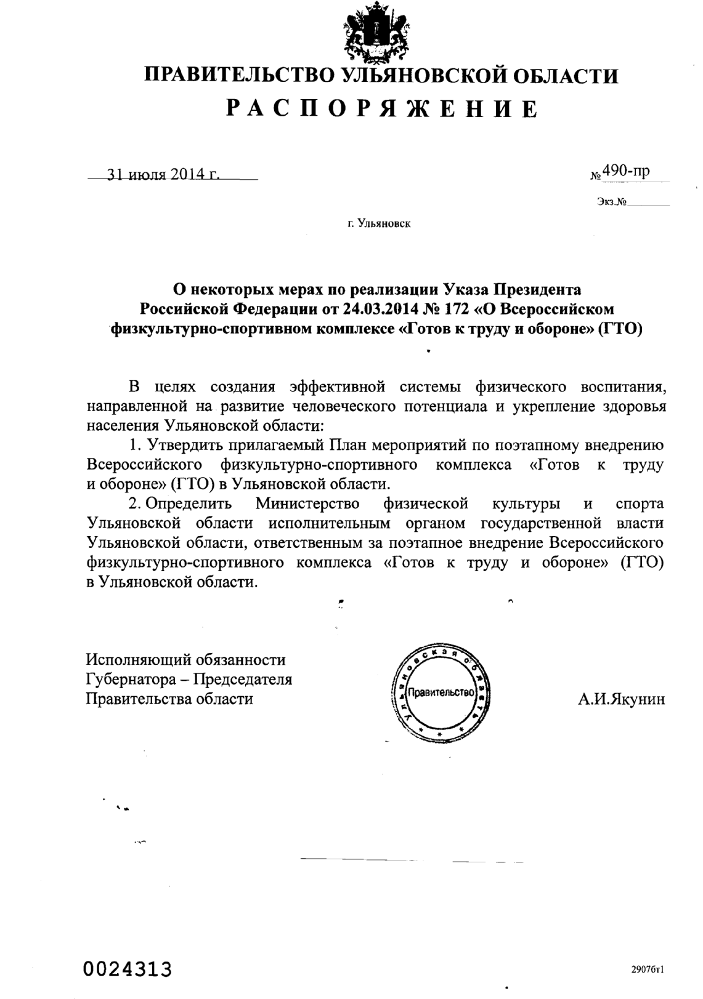 ПРАВИТЕЛЬСТВО УЛЬЯНОВСКОЙ ОБЛАСТИ
РАСПОРЯЖЕНИЕ
31 июля 2014 г.
№ 490-пр
Экз.№
г. Ульяновск
О некоторых мерах по реализации Указа Президента
Российской Федерации от 24.03.2014 № 172 «О Всероссийском
физкультурно-спортивном комплексе «Готов к труду и обороне» (ГТО)
В целях создания эффективной системы физического воспитания,
направленной на развитие человеческого потенциала и укрепление здоровья
населения Ульяновской области:
1. Утвердить прилагаемый План мероприятий по поэтапному внедрению
Всероссийского физкультурно-спортивного комплекса «Готов к труду
и обороне» (ГТО) в Ульяновской области.
2. Определить Министерство физической культуры и спорта
Ульяновской области исполнительным органом государственной власти
Ульяновской области, ответственным за поэтапное внедрение Всероссийского
физкультурно-спортивного комплекса «Готов к труду и обороне» (ГТО)
в Ульяновской области.
Исполняющий обязанности
Губернатора – Председателя
Правительства области
Ульяновская область
Правительство
* * *
А.И.Якунин
0024313
2907бт1